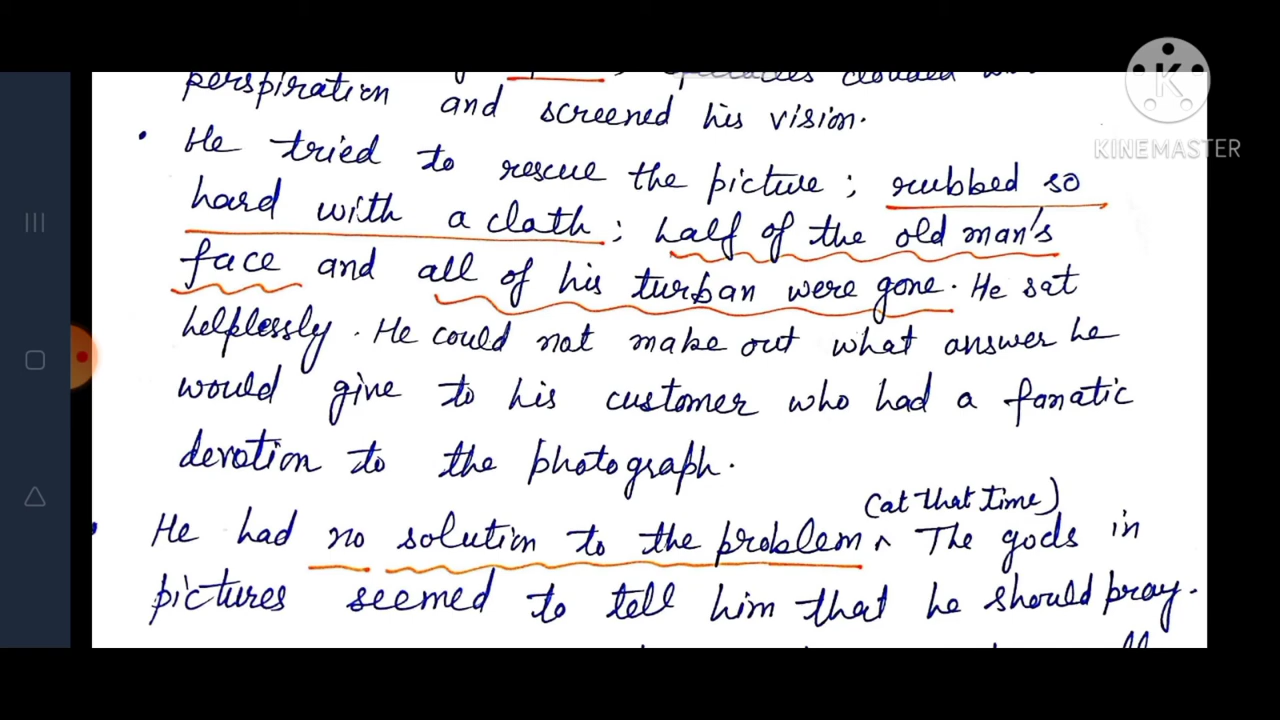 perspiration and screened his vision.
• He tried to rescue the picture ; rubbed so
hard with a cloth ; half of the old man's
face and all of his turban were gone. He sat
helplessly. He could not make out what answer he
would give to his customer who had a fanatic
devotion to the photograph.
(at that time)
• He had no solution to the problem ^ The gods in
pictures seemed to tell him that he should pray.
KINEMASTER